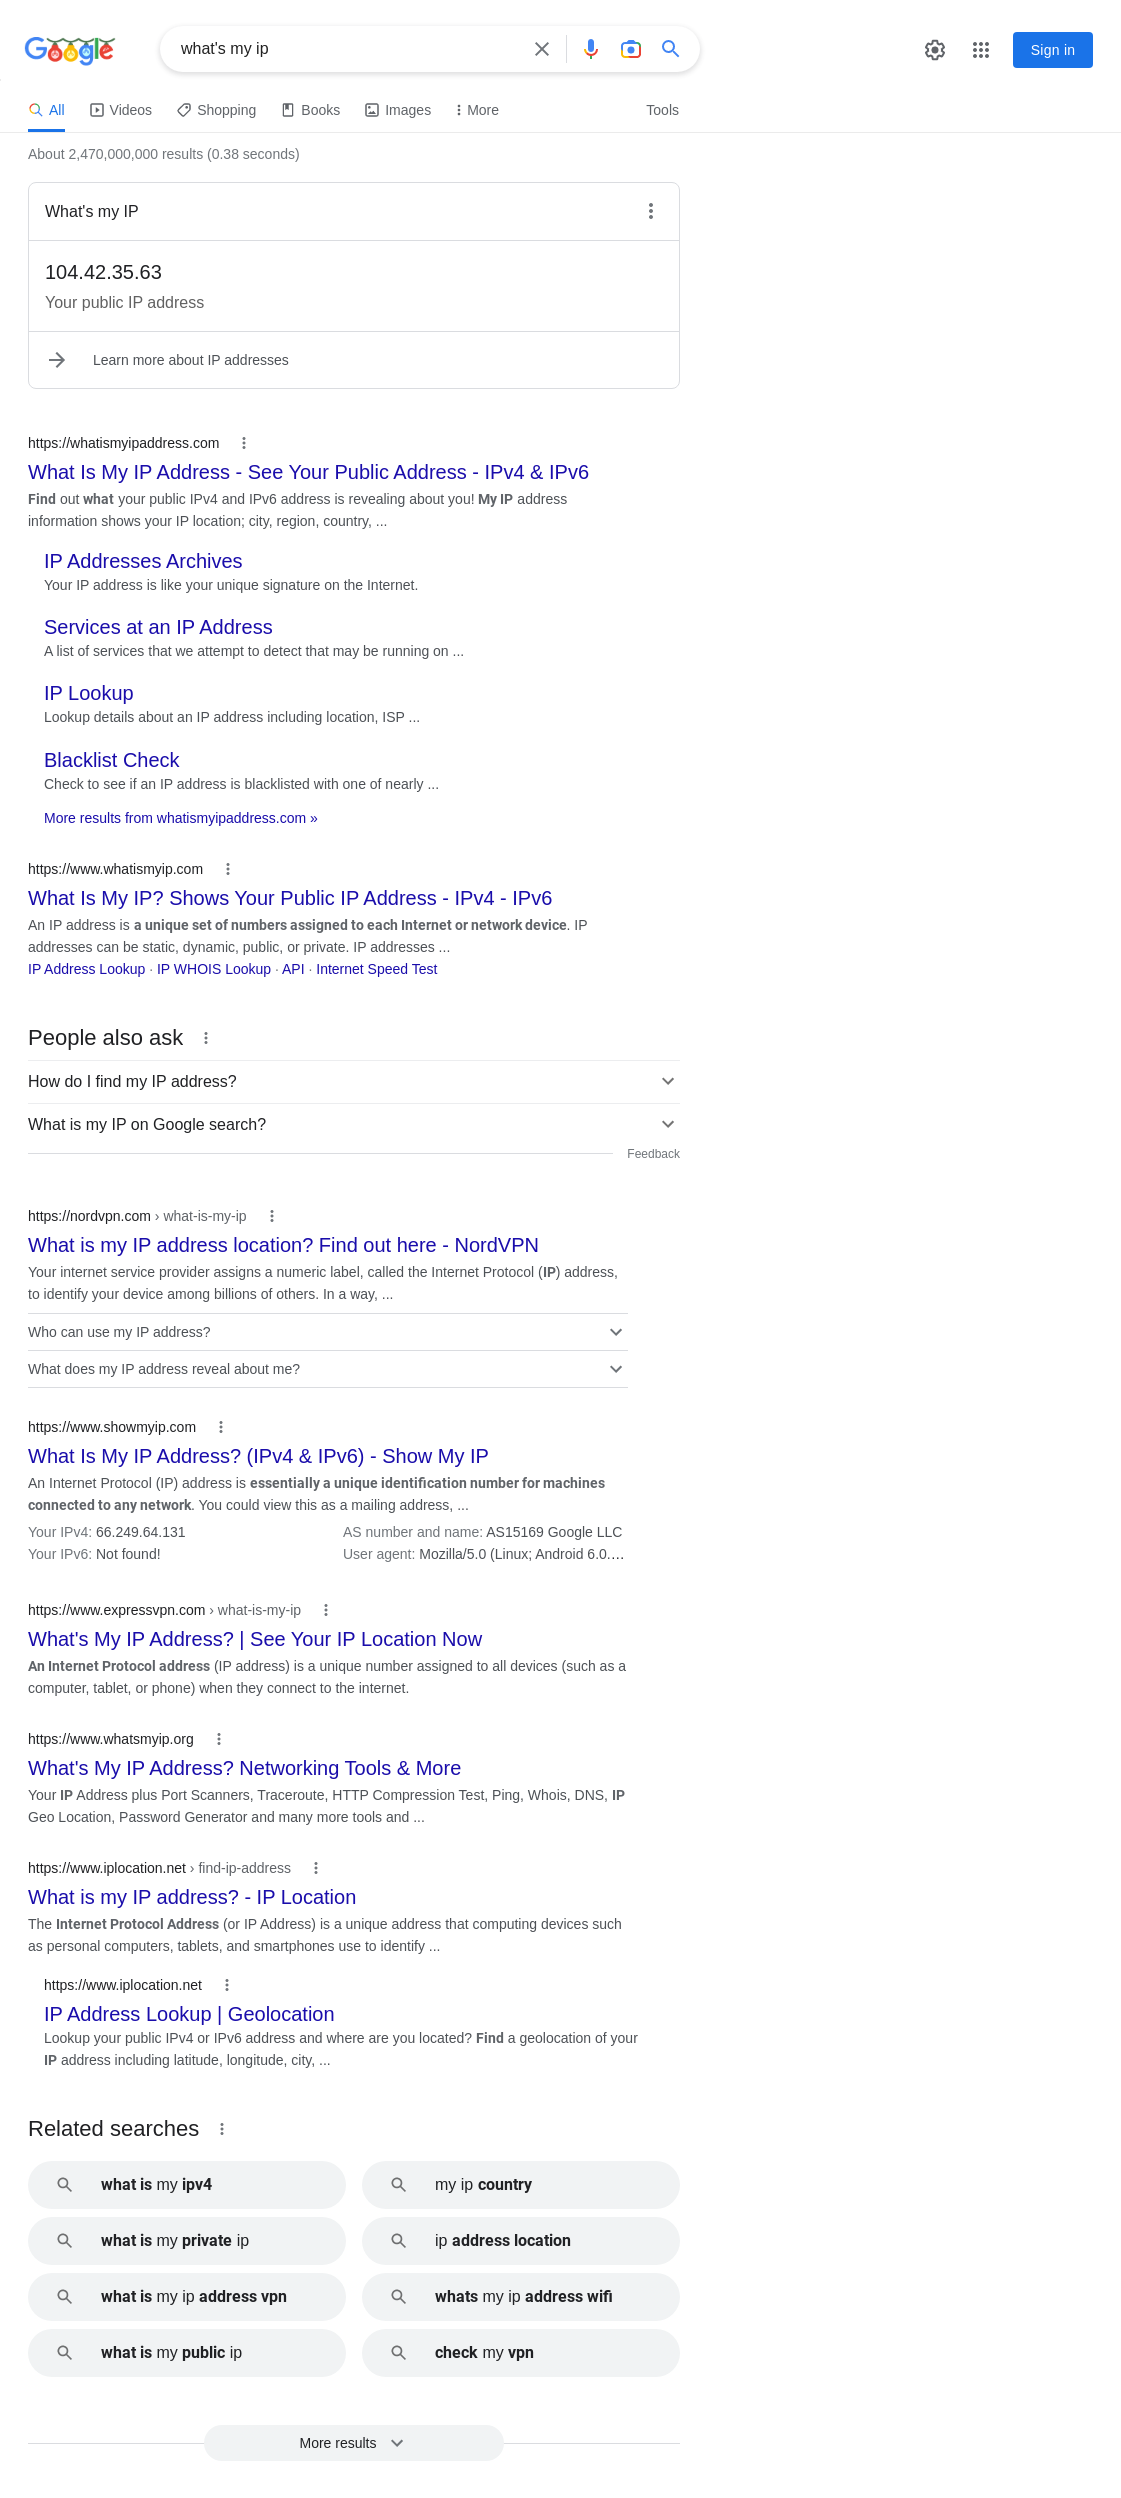 Google
what's my ip
Sign in
All
Videos
Shopping
Books
Images
More
Tools
About 2,470,000,000 results (0.38 seconds)
What's my IP
104.42.35.63
Your public IP address
Learn more about IP addresses
https://whatismyipaddress.com
What Is My IP Address - See Your Public Address - IPv4 & IPv6
Find out what your public IPv4 and IPv6 address is revealing about you! My IP address
information shows your IP location; city, region, country, ...
IP Addresses Archives
Your IP address is like your unique signature on the Internet.
Services at an IP Address
A list of services that we attempt to detect that may be running on ...
IP Lookup
Lookup details about an IP address including location, ISP ...
Blacklist Check
Check to see if an IP address is blacklisted with one of nearly ...
More results from whatismyipaddress.com »
https://www.whatismyip.com
What Is My IP? Shows Your Public IP Address - IPv4 - IPv6
An IP address is a unique set of numbers assigned to each Internet or network device. IP
addresses can be static, dynamic, public, or private. IP addresses ...
IP Address Lookup · IP WHOIS Lookup · API · Internet Speed Test
People also ask
How do I find my IP address?
What is my IP on Google search?
Feedback
https://nordvpn.com › what-is-my-ip
What is my IP address location? Find out here - NordVPN
Your internet service provider assigns a numeric label, called the Internet Protocol (IP) address,
to identify your device among billions of others. In a way, ...
Who can use my IP address?
What does my IP address reveal about me?
https://www.showmyip.com
What Is My IP Address? (IPv4 & IPv6) - Show My IP
An Internet Protocol (IP) address is essentially a unique identification number for machines
connected to any network. You could view this as a mailing address, ...
Your IPv4: 66.249.64.131
AS number and name: AS15169 Google LLC
Your IPv6: Not found!
User agent: Mozilla/5.0 (Linux; Android 6.0.…
https://www.expressvpn.com › what-is-my-ip
What's My IP Address? | See Your IP Location Now
An Internet Protocol address (IP address) is a unique number assigned to all devices (such as a
computer, tablet, or phone) when they connect to the internet.
https://www.whatsmyip.org
What's My IP Address? Networking Tools & More
Your IP Address plus Port Scanners, Traceroute, HTTP Compression Test, Ping, Whois, DNS, IP
Geo Location, Password Generator and many more tools and ...
https://www.iplocation.net › find-ip-address
What is my IP address? - IP Location
The Internet Protocol Address (or IP Address) is a unique address that computing devices such
as personal computers, tablets, and smartphones use to identify ...
https://www.iplocation.net
IP Address Lookup | Geolocation
Lookup your public IPv4 or IPv6 address and where are you located? Find a geolocation of your
IP address including latitude, longitude, city, ...
Related searches
what is my ipv4
my ip country
what is my private ip
ip address location
what is my ip address vpn
whats my ip address wifi
what is my public ip
check my vpn
More results